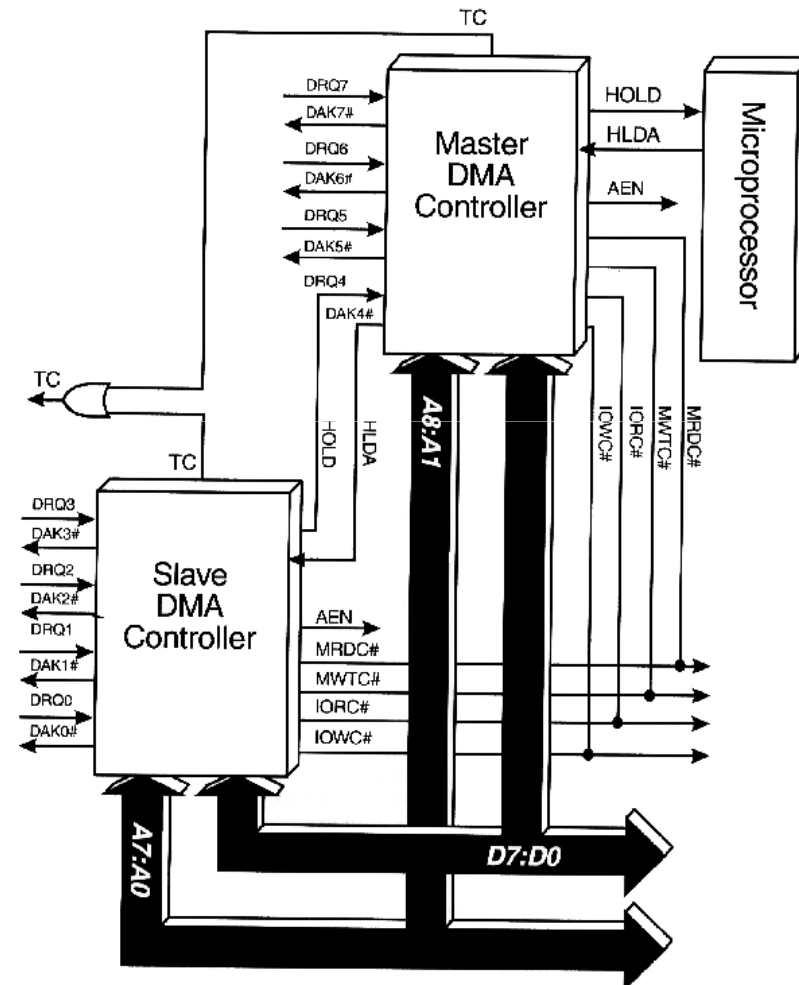 TC
DRQ7
DAK7#
DRQ6
DAK6#
DRQ5
DAK5#
DRQ4
DAK4#
Master
DMA
Controller
HOLD
HLDA
AEN
Microprocessor
IOWC#
IORC#
MWTC#
MRDC#
TC
TC
HOLD
HLDA
A8:A1
DRQ3
DAK3#
DRQ2
DAK2#
DRQ1
DAK1#
DRQ0
DAK0#
Slave
DMA
Controller
AEN
MRDC#
MWTC#
IORC#
IOWC#
A7:A0
D7:D0